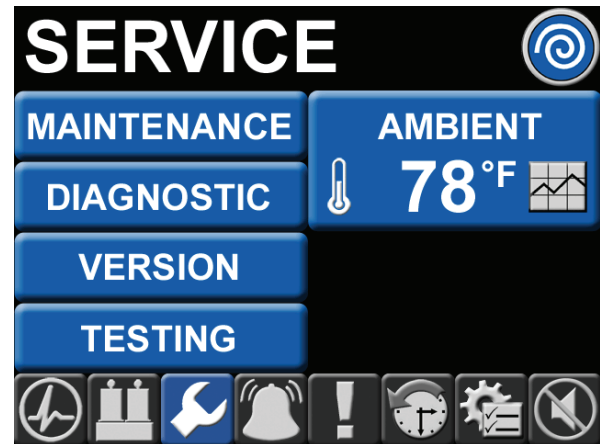 SERVICE
MAINTENANCE
DIAGNOSTIC
VERSION
TESTING
AMBIENT
78°F